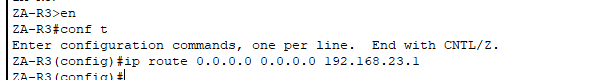 ZA-R3>en
ZA-R3#conf t
Enter configuration commands, one per line.  End with CNTL/Z.
ZA-R3(config)#ip route 0.0.0.0 0.0.0.0 192.168.23.1
ZA-R3(config)#